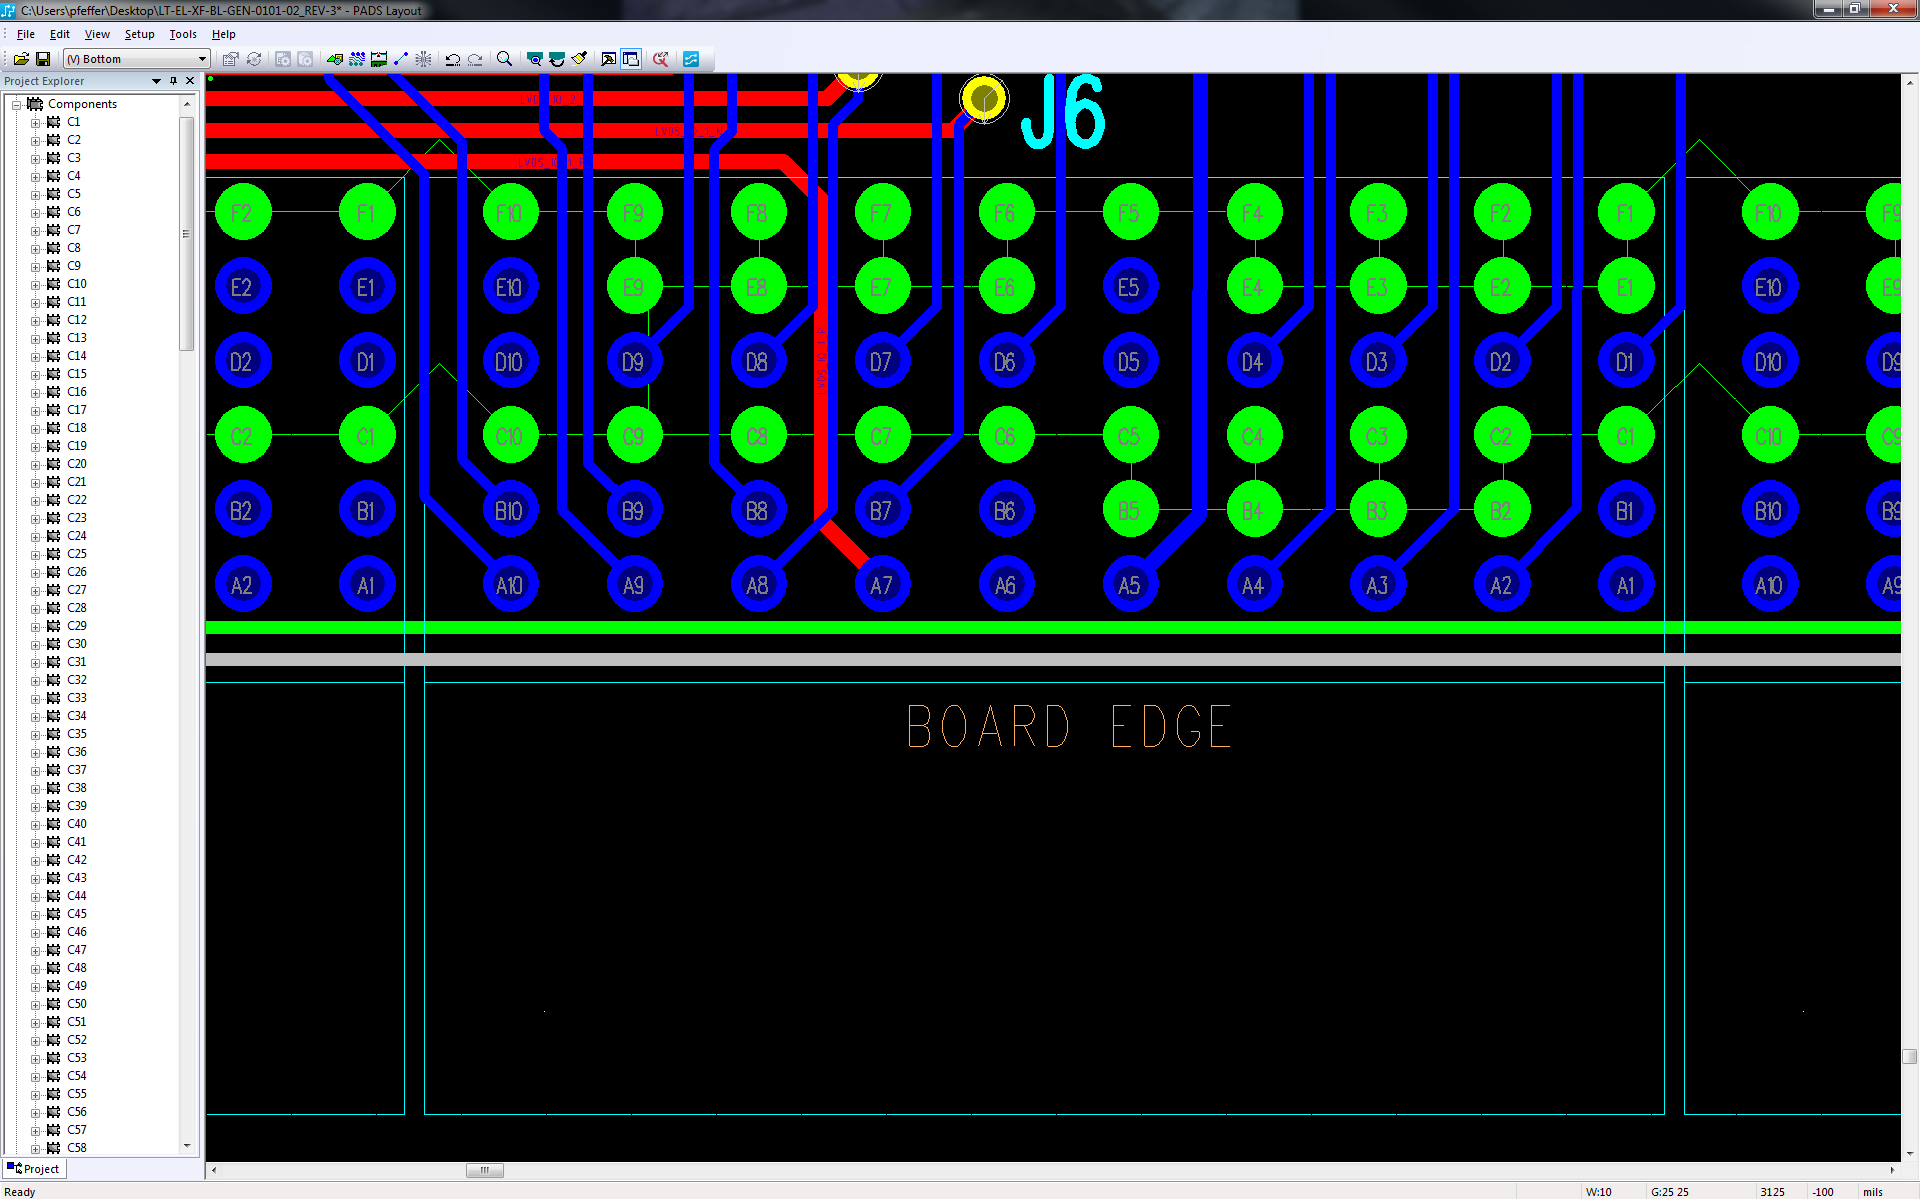 C:\Users\pfeffer\Desktop\LT-EL-XF-BL-GEN-0101-02_REV-3* - PADS Layout
File Edit View Setup Tools Help
(V) Bottom
Project Explorer
Components
C1
C2
C3
C4
C5
C6
C7
C8
C9
C10
C11
C12
C13
C14
C15
C16
C17
C18
C19
C20
C21
C22
C23
C24
C25
C26
C27
C28
C29
C30
C31
C32
C33
C34
C35
C36
C37
C38
C39
C40
C41
C42
C43
C44
C45
C46
C47
C48
C49
C50
C51
C52
C53
C54
C55
C56
C57
C58
Project
J6
F2 F1 F10 F9 F8 F7 F6 F5 F4 F3 F2 F1 F10 F9
E2 E1 E10 E9 E8 E7 E6 E5 E4 E3 E2 E1 E10 E9
D2 D1 D10 D9 D8 D7 D6 D5 D4 D3 D2 D1 D10 D9
C2 C1 C10 C9 C8 C7 C6 C5 C4 C3 C2 C1 C10 C9
B2 B1 B10 B9 B8 B7 B6 B5 B4 B3 B2 B1 B10 B9
A2 A1 A10 A9 A8 A7 A6 A5 A4 A3 A2 A1 A10 A9
BOARD EDGE
Ready W:10 G:25 25 3125 -100 mils